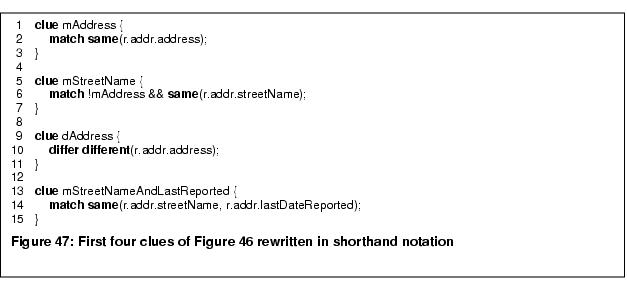 1 clue mAddress {
2 match same(r.addr.address);
3 }
4
5 clue mStreetName {
6 match !mAddress && same(r.addr.streetName);
7 }
8
9 clue dAddress {
10 differ different(r.addr.address);
11 }
12
13 clue mStreetNameAndLastReported {
14 match same(r.addr.streetName, r.addr.lastDateReported);
15 }
Figure 47: First four clues of Figure 46 rewritten in shorthand notation